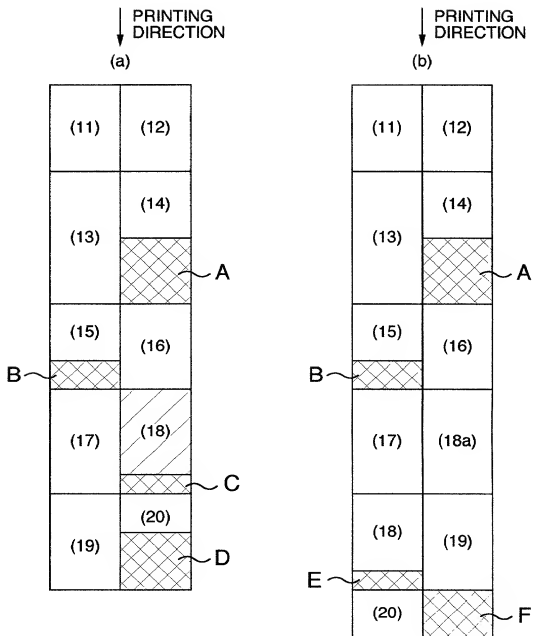 PRINTING
DIRECTION
(a)
(11) (12)
(13) (14)
A
(15) (16)
B
(17) (18)
C
(19) (20)
D
PRINTING
DIRECTION
(b)
(11) (12)
(13) (14)
A
(15) (16)
B
(17) (18a)
(18) (19)
E
(20) F